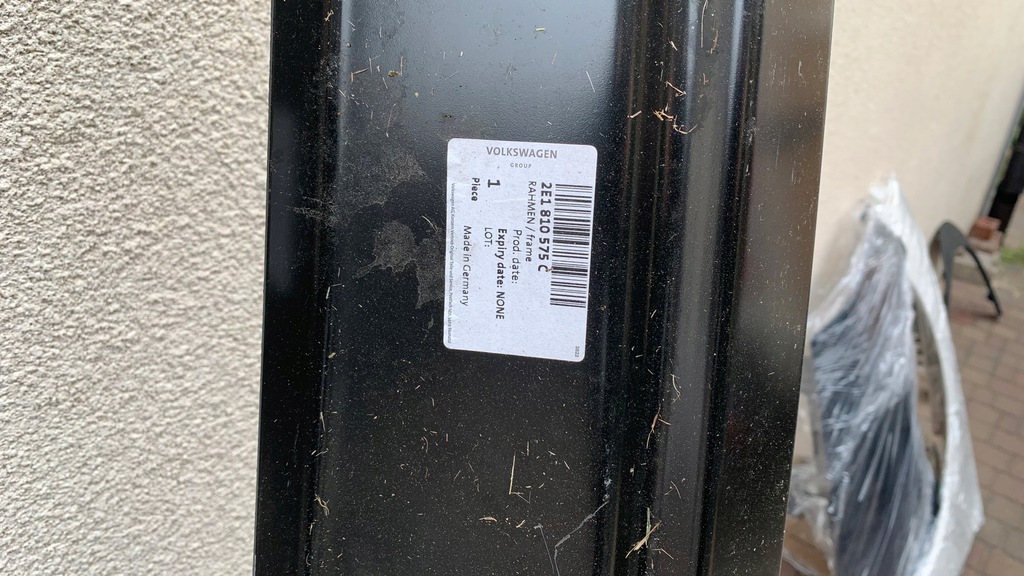 VOLKSWAGEN
GROUP
2E1 810 575 C
RAHMEN / frame
Prod. date:
Expiry date: NONE
LOT:
1
Piece
Made in Germany